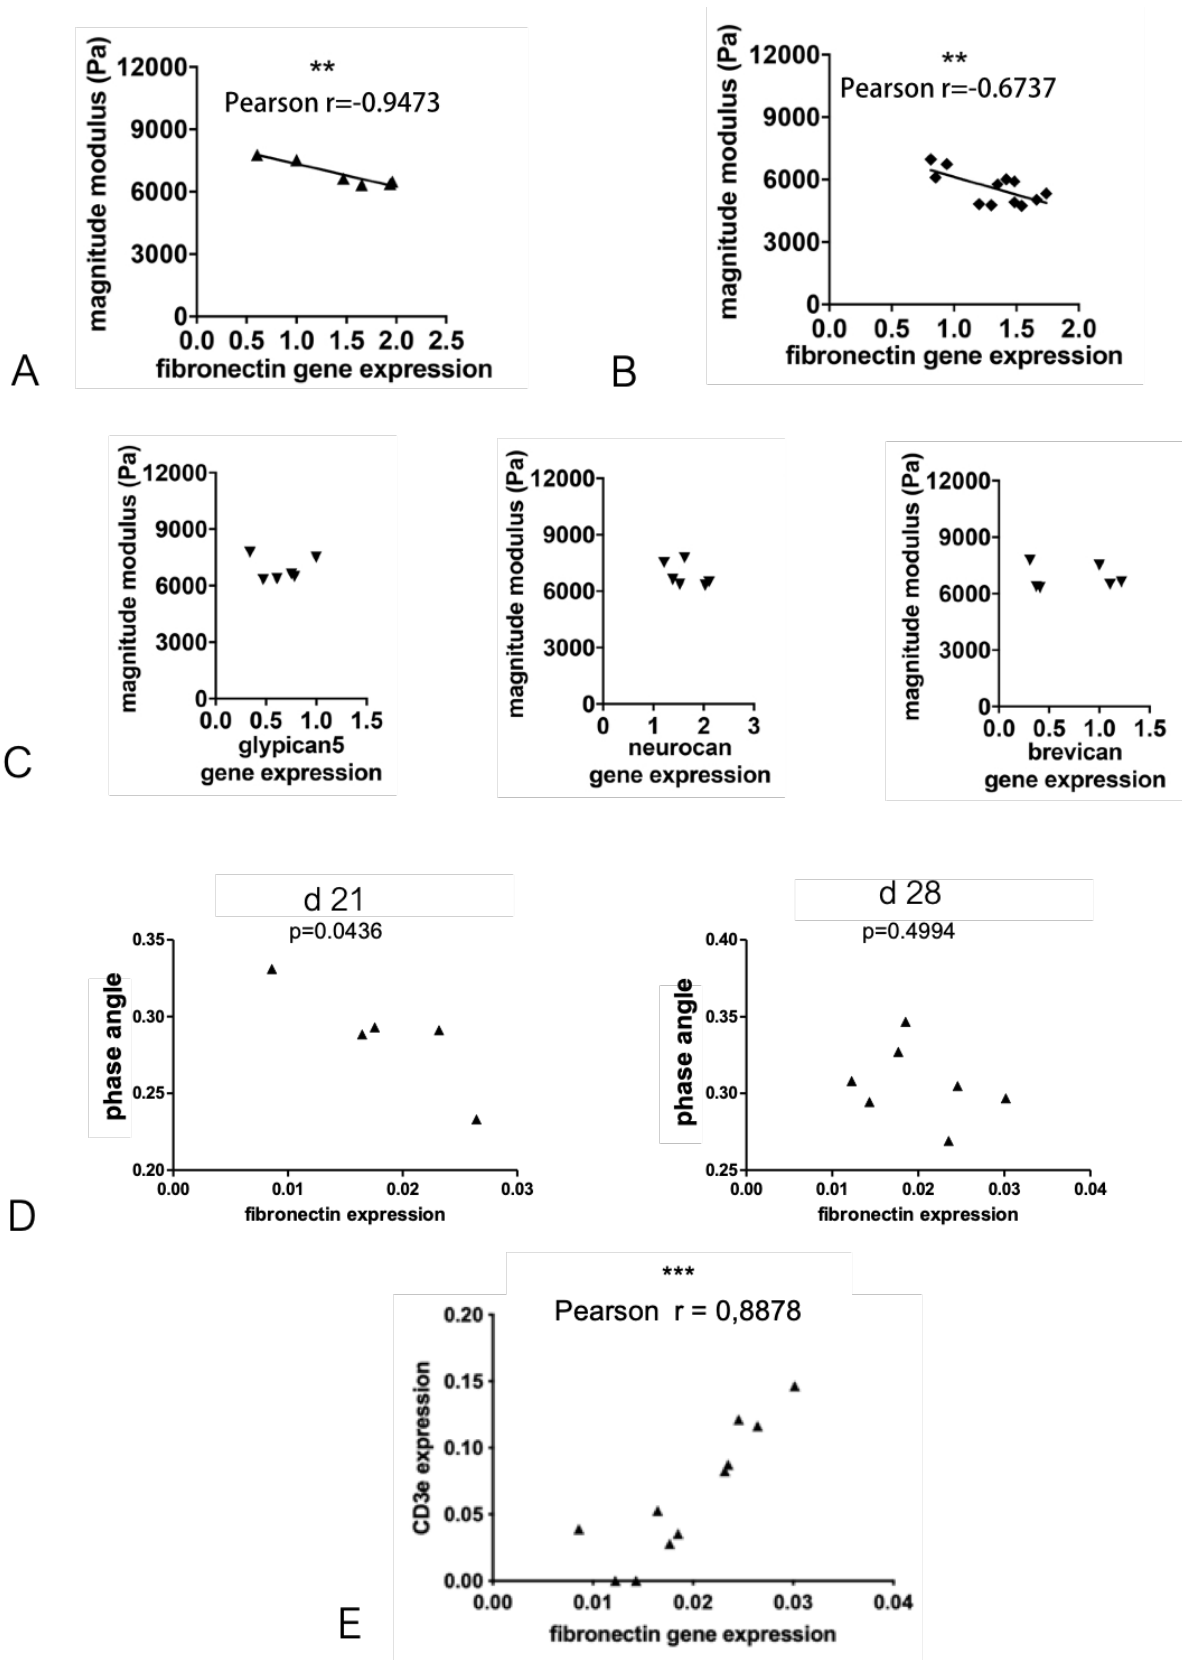 **
Pearson r=-0.9473
magnitude modulus (Pa)
12000
9000
6000
3000
0
0.0 0.5 1.0 1.5 2.0 2.5
fibronectin gene expression
A
**
Pearson r=-0.6737
magnitude modulus (Pa)
12000
9000
6000
3000
0
0.0 0.5 1.0 1.5 2.0
fibronectin gene expression
B
magnitude modulus (Pa)
12000
9000
6000
3000
0
0.0 0.5 1.0 1.5
glypican5
gene expression
magnitude modulus (Pa)
12000
9000
6000
3000
0
0 1 2 3
neurocan
gene expression
magnitude modulus (Pa)
12000
9000
6000
3000
0
0.0 0.5 1.0 1.5
brevican
gene expression
C
d 21
p=0.0436
phase angle
0.35
0.30
0.25
0.20
0.00 0.01 0.02 0.03
fibronectin expression
d 28
p=0.4994
phase angle
0.40
0.35
0.30
0.25
0.00 0.01 0.02 0.03 0.04
fibronectin expression
D
***
Pearson r = 0,8878
CD3e expression
0.20
0.15
0.10
0.05
0.00
0.00 0.01 0.02 0.03 0.04
fibronectin gene expression
E